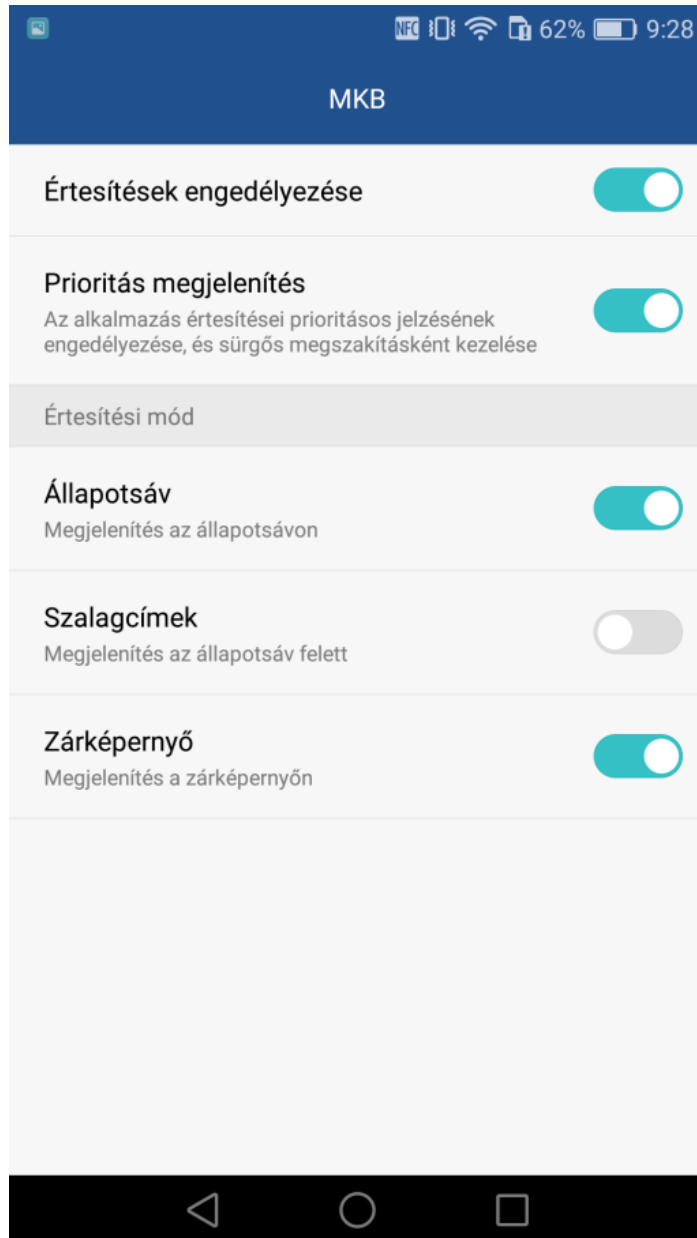 NFC 62% 9:28
MKB
Értesítések engedélyezése
Prioritás megjelenítés
Az alkalmazás értesítései prioritásos jelzésének
engedélyezése, és sürgős megszakításként kezelése
Értesítési mód
Állapotsáv
Megjelenítés az állapotsávon
Szalagcímek
Megjelenítés az állapotsáv felett
Zárképernyő
Megjelenítés a zárképernyőn